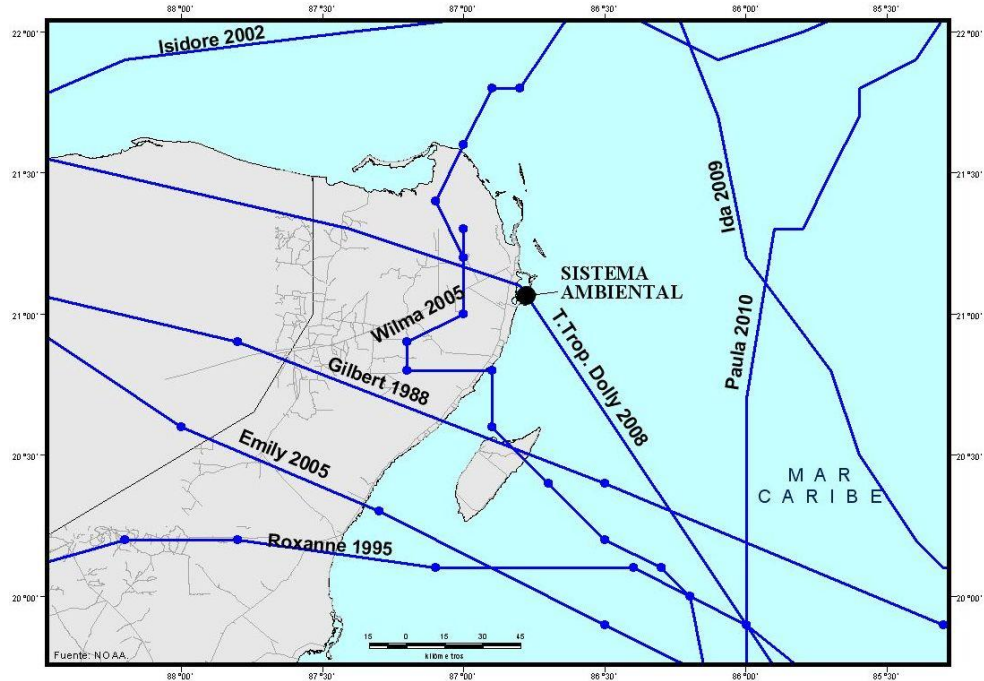 88°00' 87°30' 87°00' 86°30' 86°00' 85°30'
22°00' 22°00'
Isidore 2002
21°30' 21°30'
Ida 2009
SISTEMA
AMBIENTAL
Wilma 2005
21°00' 21°00'
T.Trop. Dolly 2008
Paula 2010
Gilbert 1988
Emily 2005
20°30' 20°30'
MAR
CARIBE
Roxanne 1995
20°00' 20°00'
15 0 15 30 45
kilómetros
Fuente: NOAA.
88°00' 87°30' 87°00' 86°30' 86°00' 85°30'